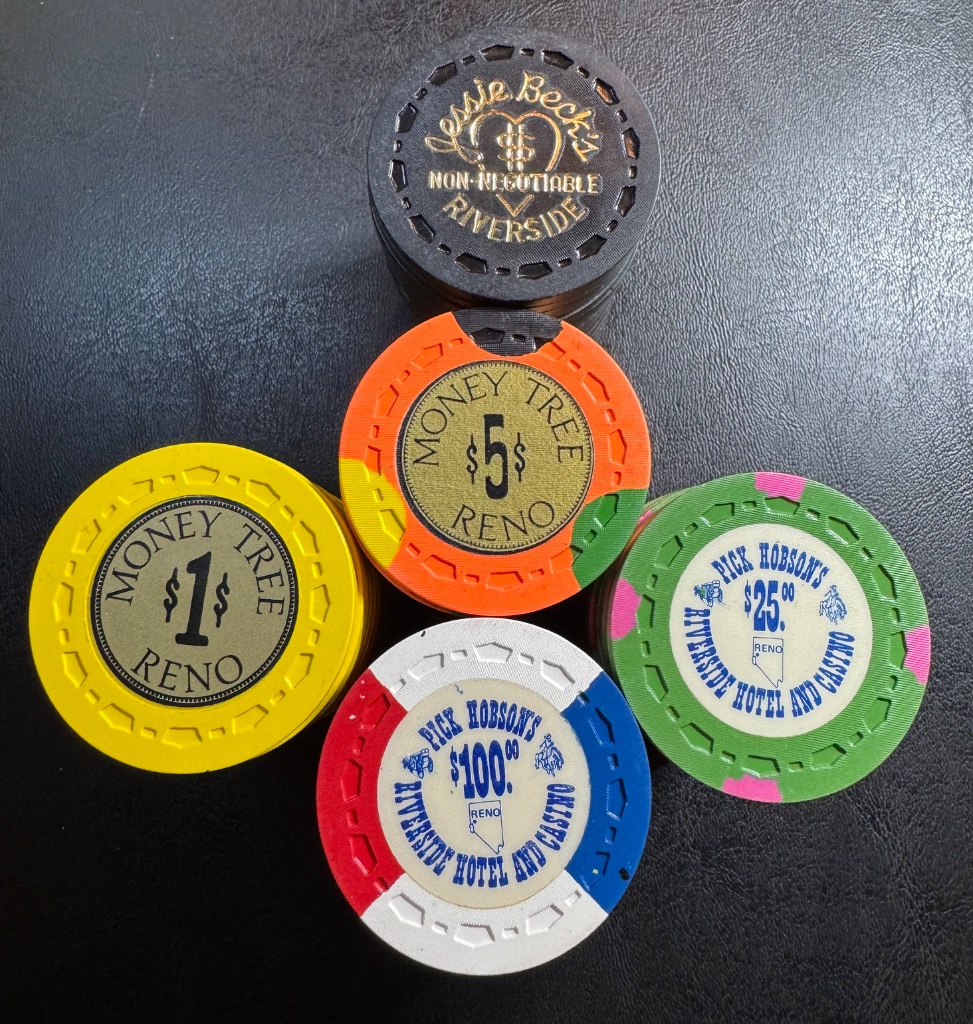 Jessie Beck's
$
NON-NEGOTIABLE
RIVERSIDE
MONEY TREE
$5$
RENO
MONEY TREE
$1$
RENO
PICK HOBSON'S
$25.00
RENO
RIVERSIDE HOTEL AND CASINO
PICK HOBSON'S
$100.00
RENO
RIVERSIDE HOTEL AND CASINO